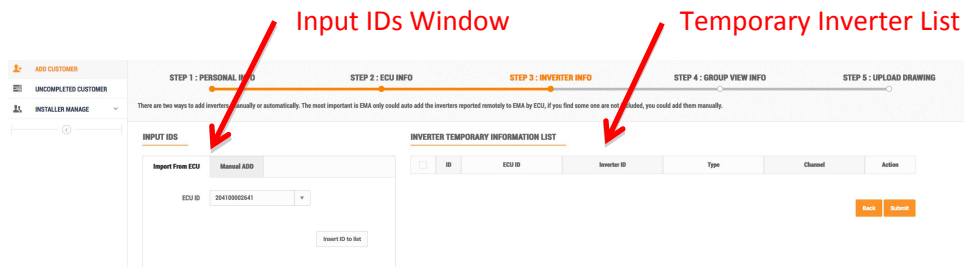 Input IDs Window
Temporary Inverter List
ADD CUSTOMER
UNCOMPLETED CUSTOMER
INSTALLER MANAGE
STEP 1 : PERSONAL INFO
STEP 2 : ECU INFO
STEP 3 : INVERTER INFO
STEP 4 : GROUP VIEW INFO
STEP 5 : UPLOAD DRAWING
There are two ways to add inverters, manually or automatically. The most important is EMA only could auto add the inverters reported remotely to EMA by ECU, if you find some one are not included, you could add them manually.
INPUT IDS
Import From ECU
Manual ADD
ECU ID
204100002641
Insert ID to list
INVERTER TEMPORARY INFORMATION LIST
ID
ECU ID
Inverter ID
Type
Channel
Action
Back
Submit